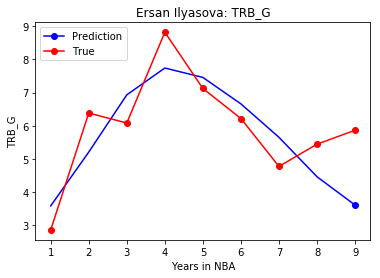 Ersan Ilyasova: TRB_G
Prediction
True
9
8
7
6
5
4
3
TRB_G
1 2 3 4 5 6 7 8 9
Years in NBA